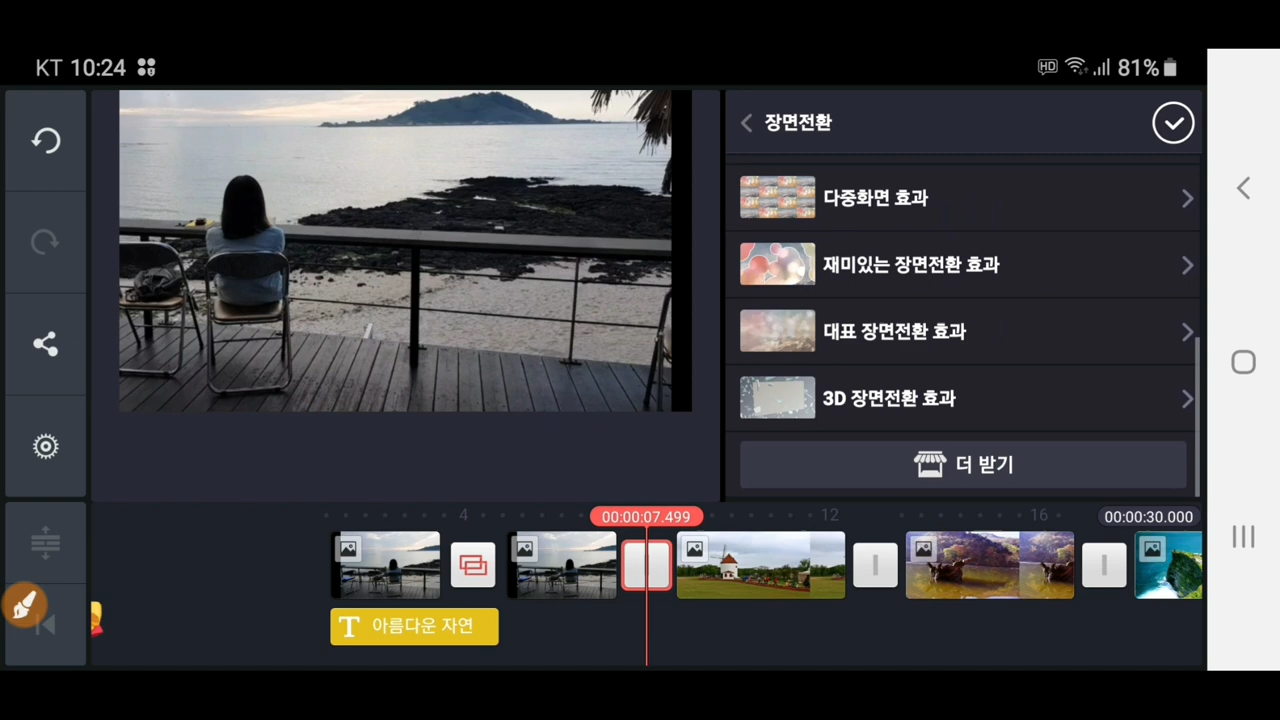 KT 10:24
HD 81%
장면전환
다중화면 효과
재미있는 장면전환 효과
대표 장면전환 효과
3D 장면전환 효과
더 받기
4 00:00:07.499 12 16 00:00:30.000
T 아름다운 자연